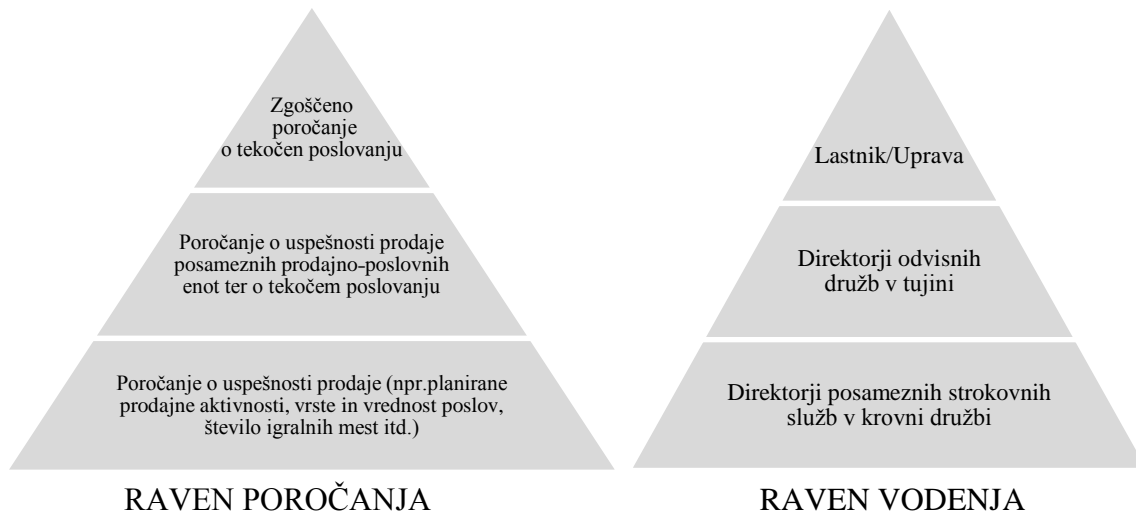 Zgoščeno
poročanje
o tekočen poslovanju
Poročanje o uspešnosti prodaje
posameznih prodajno-poslovnih
enot ter o tekočem poslovanju
Poročanje o uspešnosti prodaje (npr.planirane
prodajne aktivnosti, vrste in vrednost poslov,
število igralnih mest itd.)
RAVEN POROČANJA
Lastnik/Uprava
Direktorji odvisnih
družb v tujini
Direktorji posameznih strokovnih
služb v krovni družbi
RAVEN VODENJA